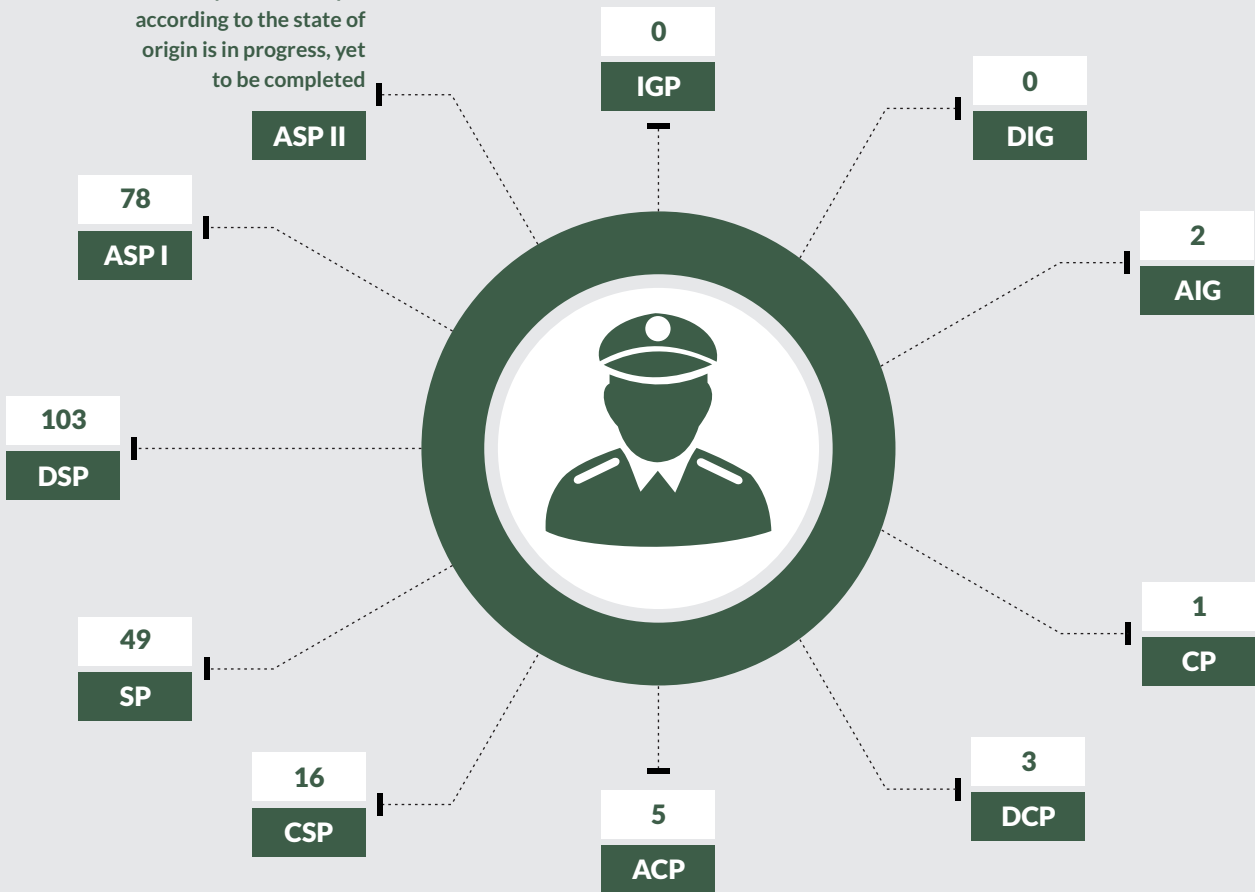 according to the state of
origin is in progress, yet
to be completed
ASP II
0
IGP
0
DIG
2
AIG
1
CP
3
DCP
5
ACP
16
CSP
49
SP
103
DSP
78
ASP I